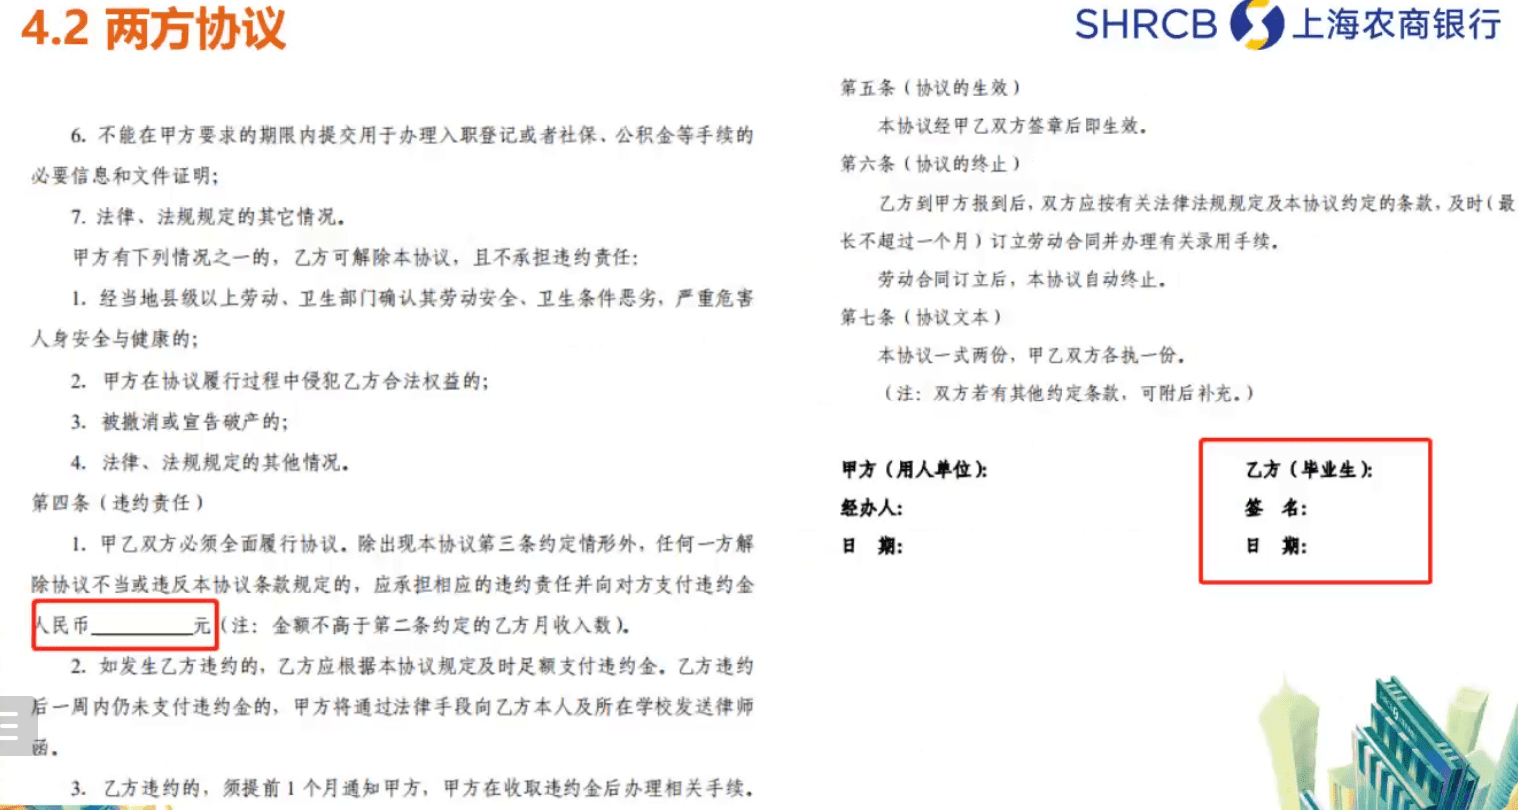 4.2 两方协议
SHRCB 上海农商银行
6. 不能在甲方要求的期限内提交用于办理入职登记或者社保、公积金等手续的
必要信息和文件证明；
7. 法律、法规规定的其它情况。
甲方有下列情况之一的，乙方可解除本协议，且不承担违约责任：
1. 经当地县级以上劳动、卫生部门确认其劳动安全、卫生条件恶劣，严重危害
人身安全与健康的；
2. 甲方在协议履行过程中侵犯乙方合法权益的；
3. 被撤消或宣告破产的；
4. 法律、法规规定的其他情况。
第四条（违约责任）
1. 甲乙双方必须全面履行协议。除出现本协议第三条约定情形外，任何一方解
除协议不当或违反本协议条款规定的，应承担相应的违约责任并向对方支付违约金
人民币__________元（注：金额不高于第二条约定的乙方月收入数）。
2. 如发生乙方违约的，乙方应根据本协议规定及时足额支付违约金。乙方违约
后一周内仍未支付违约金的，甲方将通过法律手段向乙方本人及所在学校发送律师
函。
3. 乙方违约的，须提前1个月通知甲方，甲方在收取违约金后办理相关手续。
第五条（协议的生效）
本协议经甲乙双方签章后即生效。
第六条（协议的终止）
乙方到甲方报到后，双方应按有关法律法规规定及本协议约定的条款，及时（最
长不超过一个月）订立劳动合同并办理有关录用手续。
劳动合同订立后，本协议自动终止。
第七条（协议文本）
本协议一式两份，甲乙双方各执一份。
（注：双方若有其他约定条款，可附后补充。）
甲方（用人单位）：
经办人：
日 期：
乙方（毕业生）：
签 名：
日 期：